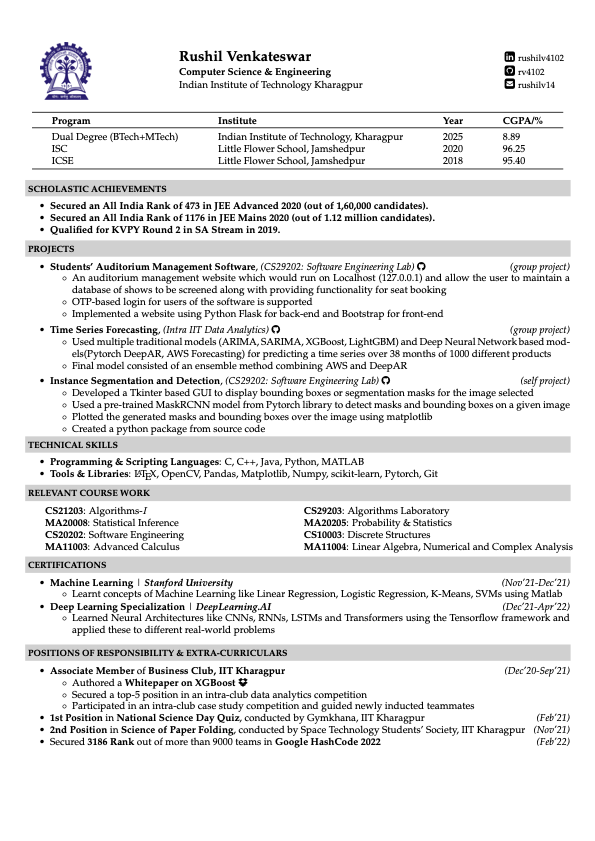 Rushil Venkateswar
Computer Science & Engineering
Indian Institute of Technology Kharagpur
rushilv4102
rv4102
rushilv14
Program Institute Year CGPA/%
Dual Degree (BTech+MTech) Indian Institute of Technology, Kharagpur 2025 8.89
ISC Little Flower School, Jamshedpur 2020 96.25
ICSE Little Flower School, Jamshedpur 2018 95.40
SCHOLASTIC ACHIEVEMENTS
• Secured an All India Rank of 473 in JEE Advanced 2020 (out of 1,60,000 candidates).
• Secured an All India Rank of 1176 in JEE Mains 2020 (out of 1.12 million candidates).
• Qualified for KVPY Round 2 in SA Stream in 2019.
PROJECTS
• Students' Auditorium Management Software, (CS29202: Software Engineering Lab) (group project)
◦ An auditorium management website which would run on Localhost (127.0.0.1) and allow the user to maintain a
database of shows to be screened along with providing functionality for seat booking
◦ OTP-based login for users of the software is supported
◦ Implemented a website using Python Flask for back-end and Bootstrap for front-end
• Time Series Forecasting, (Intra IIT Data Analytics) (group project)
◦ Used multiple traditional models (ARIMA, SARIMA, XGBoost, LightGBM) and Deep Neural Network based mod-
els(Pytorch DeepAR, AWS Forecasting) for predicting a time series over 38 months of 1000 different products
◦ Final model consisted of an ensemble method combining AWS and DeepAR
• Instance Segmentation and Detection, (CS29202: Software Engineering Lab) (self project)
◦ Developed a Tkinter based GUI to display bounding boxes or segmentation masks for the image selected
◦ Used a pre-trained MaskRCNN model from Pytorch library to detect masks and bounding boxes on a given image
◦ Plotted the generated masks and bounding boxes over the image using matplotlib
◦ Created a python package from source code
TECHNICAL SKILLS
• Programming & Scripting Languages: C, C++, Java, Python, MATLAB
• Tools & Libraries: LATEX, OpenCV, Pandas, Matplotlib, Numpy, scikit-learn, Pytorch, Git
RELEVANT COURSE WORK
CS21203: Algorithms-I CS29203: Algorithms Laboratory
MA20008: Statistical Inference MA20205: Probability & Statistics
CS20202: Software Engineering CS10003: Discrete Structures
MA11003: Advanced Calculus MA11004: Linear Algebra, Numerical and Complex Analysis
CERTIFICATIONS
• Machine Learning | Stanford University (Nov'21-Dec'21)
◦ Learnt concepts of Machine Learning like Linear Regression, Logistic Regression, K-Means, SVMs using Matlab
• Deep Learning Specialization | DeepLearning.AI (Dec'21-Apr'22)
◦ Learned Neural Architectures like CNNs, RNNs, LSTMs and Transformers using the Tensorflow framework and
applied these to different real-world problems
POSITIONS OF RESPONSIBILITY & EXTRA-CURRICULARS
• Associate Member of Business Club, IIT Kharagpur (Dec'20-Sep'21)
◦ Authored a Whitepaper on XGBoost
◦ Secured a top-5 position in an intra-club data analytics competition
◦ Participated in an intra-club case study competition and guided newly inducted teammates
• 1st Position in National Science Day Quiz, conducted by Gymkhana, IIT Kharagpur (Feb'21)
• 2nd Position in Science of Paper Folding, conducted by Space Technology Students' Society, IIT Kharagpur (Nov'21)
• Secured 3186 Rank out of more than 9000 teams in Google HashCode 2022 (Feb'22)